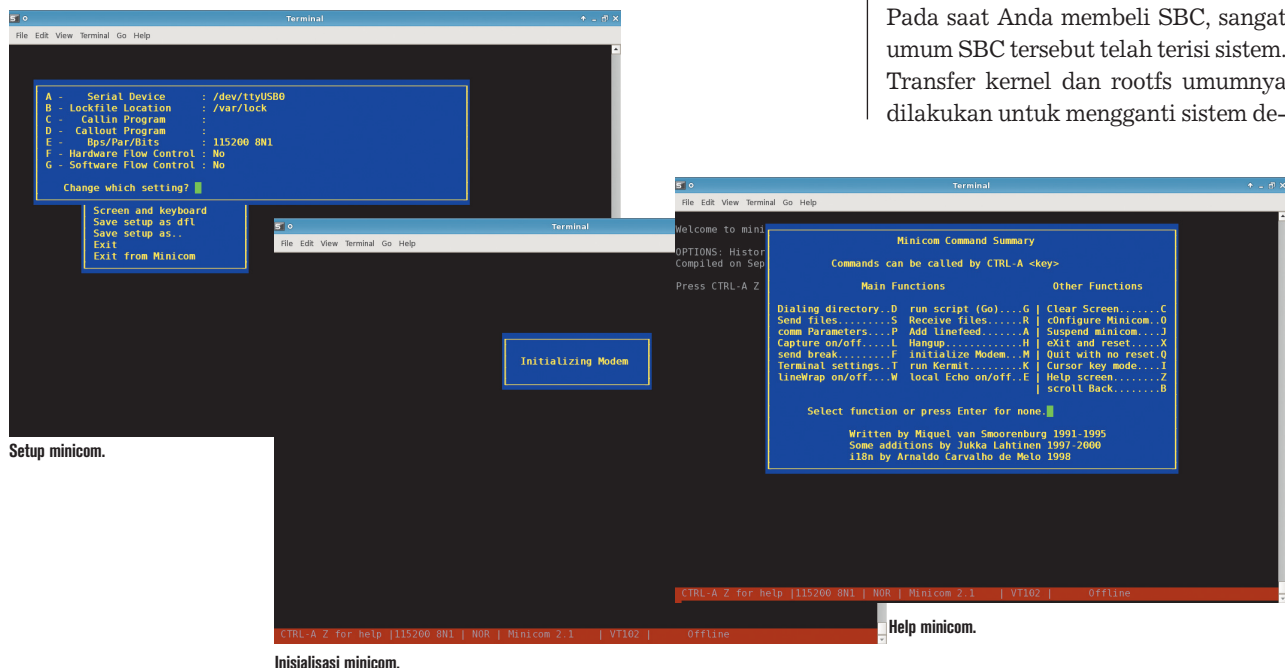 Pada saat Anda membeli SBC, sangat
umum SBC tersebut telah terisi sistem.
Transfer kernel dan rootfs umumnya
dilakukan untuk mengganti sistem de-
Terminal
File Edit View Terminal Go Help
A - Serial Device : /dev/ttyUSB0
B - Lockfile Location : /var/lock
C - Callin Program :
D - Callout Program :
E - Bps/Par/Bits : 115200 8N1
F - Hardware Flow Control : No
G - Software Flow Control : No
Change which setting?
Screen and keyboard
Save setup as dfl
Save setup as..
Exit
Exit from Minicom
Setup minicom.
Terminal
File Edit View Terminal Go Help
Initializing Modem
CTRL-A Z for help |115200 8N1 | NOR | Minicom 2.1 | VT102 | Offline
Inisialisasi minicom.
Terminal
File Edit View Terminal Go Help
Welcome to mini
OPTIONS: Histor
Compiled on Sep
Press CTRL-A Z
Minicom Command Summary
Commands can be called by CTRL-A <key>
Main Functions Other Functions
Dialing directory..D run script (Go)....G | Clear Screen.......C
Send files.........S Receive files......R | cOnfigure Minicom..O
comm Parameters....P Add linefeed.......A | Suspend minicom....J
Capture on/off.....L Hangup.............H | eXit and reset.....X
send break.........F initialize Modem...M | Quit with no reset.Q
Terminal settings..T run Kermit.........K | Cursor key mode....I
lineWrap on/off....W local Echo on/off..E | Help screen........Z
| scroll Back........B
Select function or press Enter for none.
Written by Miquel van Smoorenburg 1991-1995
Some additions by Jukka Lahtinen 1997-2000
i18n by Arnaldo Carvalho de Melo 1998
CTRL-A Z for help |115200 8N1 | NOR | Minicom 2.1 | VT102 | Offline
Help minicom.